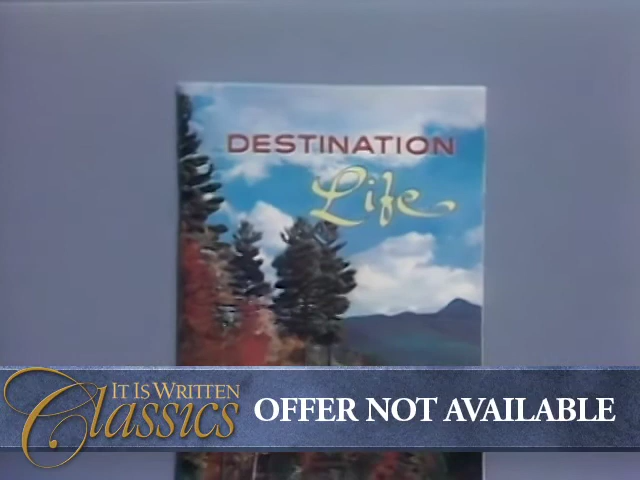 DESTINATION
Life
IT IS WRITTEN
Classics
OFFER NOT AVAILABLE